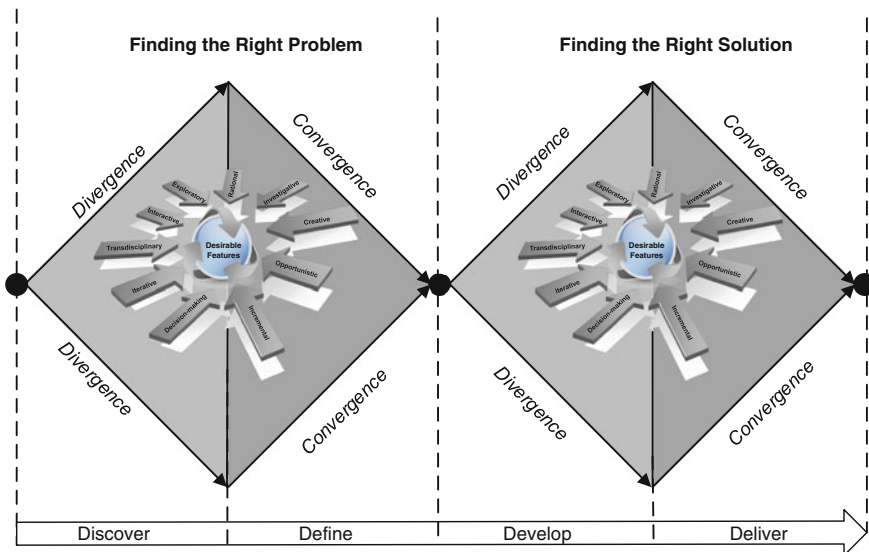 Finding the Right Problem
Finding the Right Solution
Divergence
Convergence
Divergence
Convergence
Exploratory
Rational
Investigative
Interactive
Creative
Transdisciplinary
Desirable
Features
Opportunistic
Iterative
Decision-making
Incremental
Exploratory
Rational
Investigative
Interactive
Creative
Transdisciplinary
Desirable
Features
Opportunistic
Iterative
Decision-making
Incremental
Divergence
Convergence
Divergence
Convergence
Discover
Define
Develop
Deliver